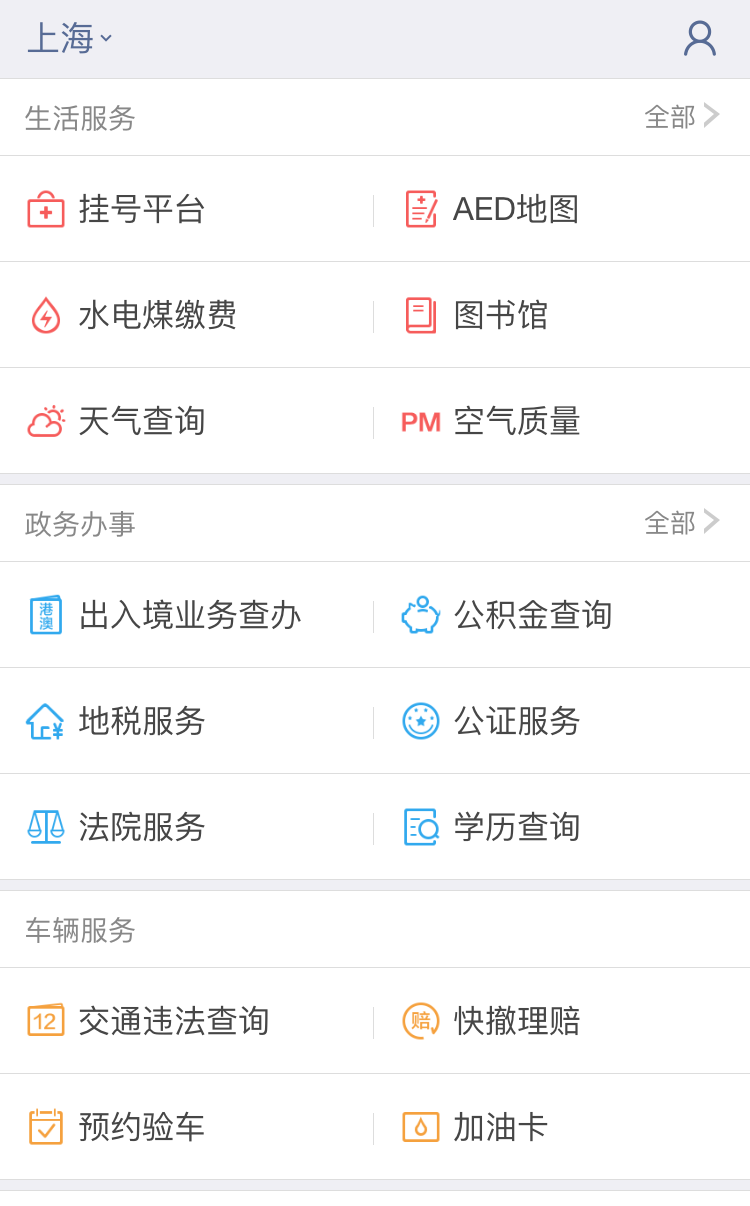 上海
生活服务 全部
挂号平台 AED地图
水电煤缴费 图书馆
天气查询 PM 空气质量
政务办事 全部
港澳 出入境业务查办 公积金查询
地税服务 公证服务
法院服务 学历查询
车辆服务
12 交通违法查询 赔 快撤理赔
预约验车 加油卡